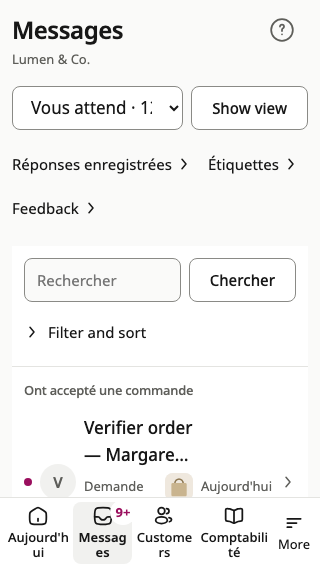 Messages
Lumen & Co.
Vous attend ·
Show view
Réponses enregistrées
Étiquettes
Feedback
Rechercher
Chercher
Filter and sort
Ont accepté une commande
Verifier order
— Margare...
V
Demande
Aujourd'hui
9+
Aujourd'h
ui
Messag
es
Custome
rs
Comptabili
té
More